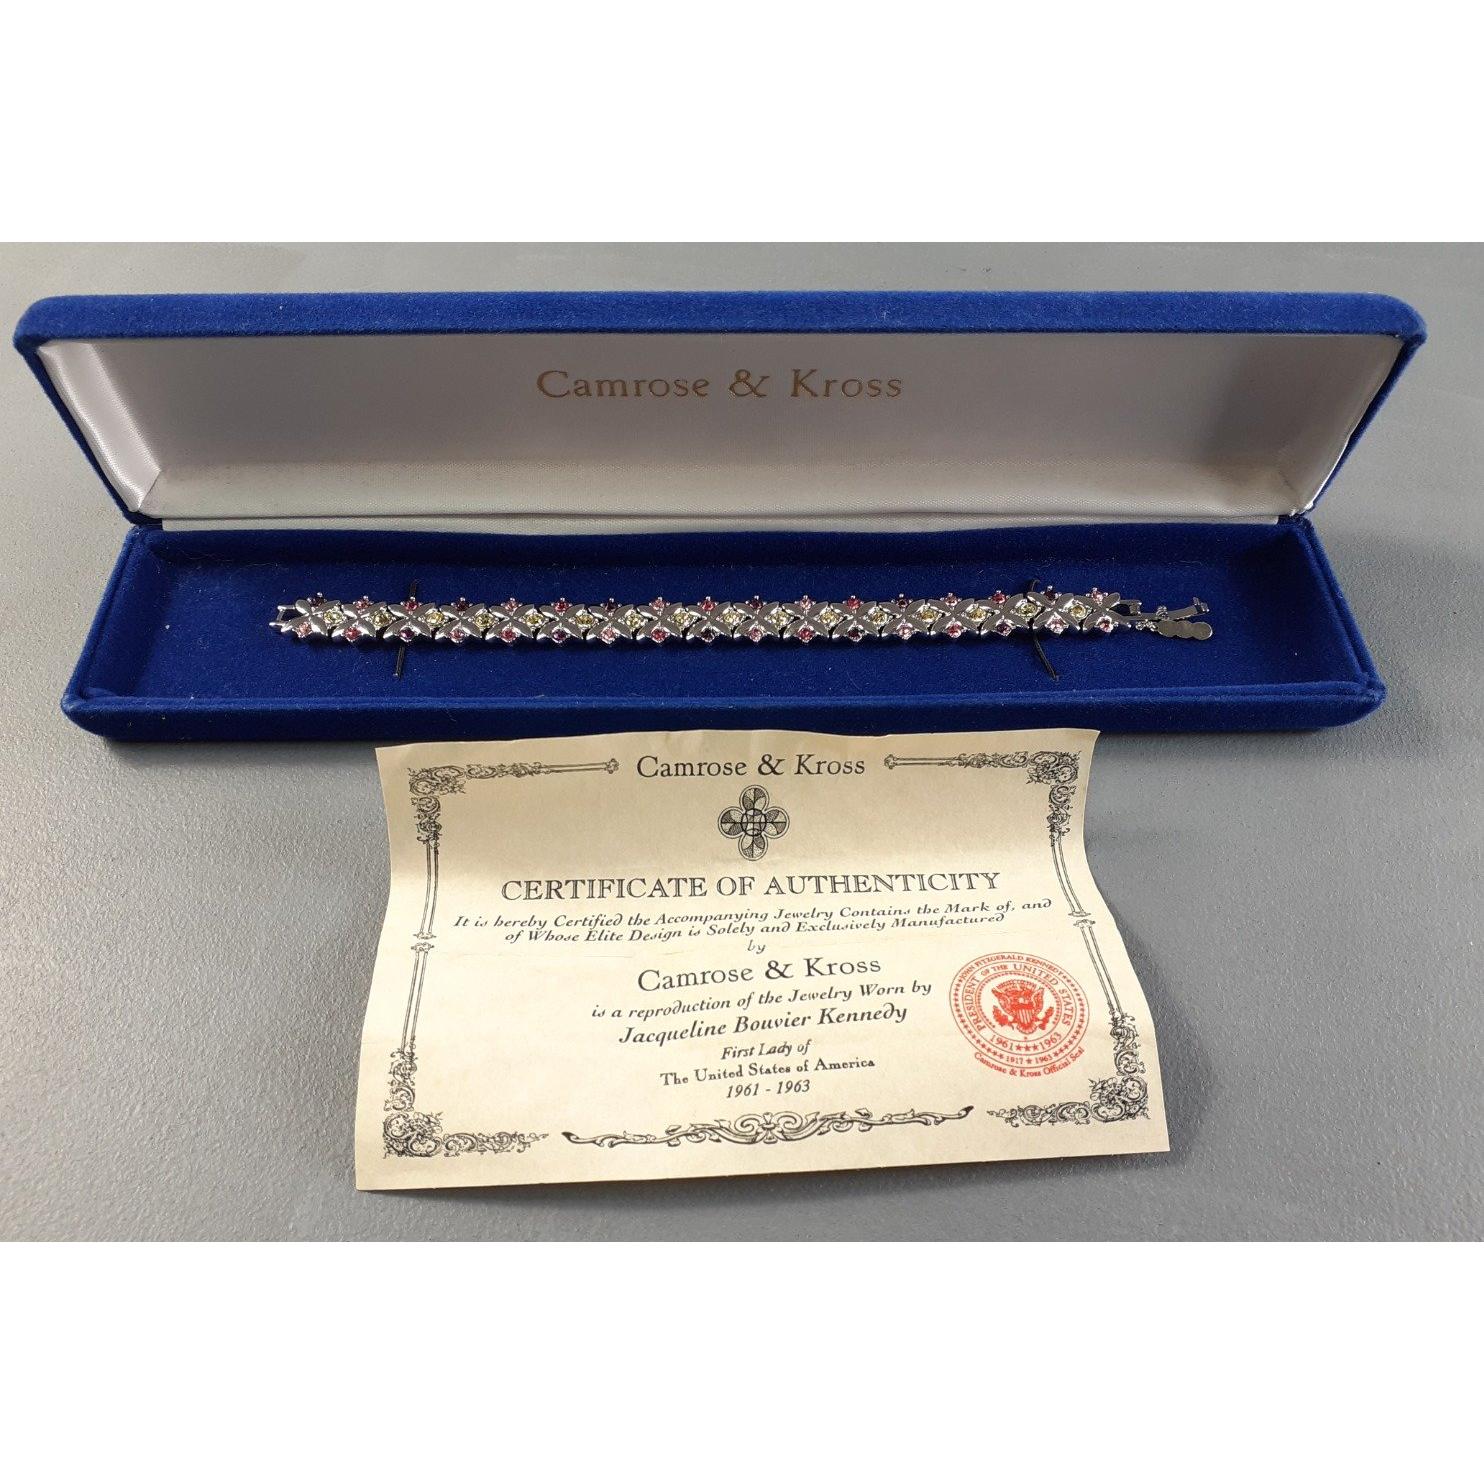 Camrose & Kross
Camrose & Kross
CERTIFICATE OF AUTHENTICITY
It is hereby Certified the Accompanying Jewelry Contains the Mark of, and
of Whose Elite Design is Solely and Exclusively Manufactured
by
Camrose & Kross
is a reproduction of the Jewelry Worn by
Jacqueline Bouvier Kennedy
First Lady of
The United States of America
1961 - 1963
JOHN FITZGERALD KENNEDY
PRESIDENT OF THE UNITED STATES
1961 ★★★ 1963
1917 ★ 1963
Camrose & Kross Official Seal